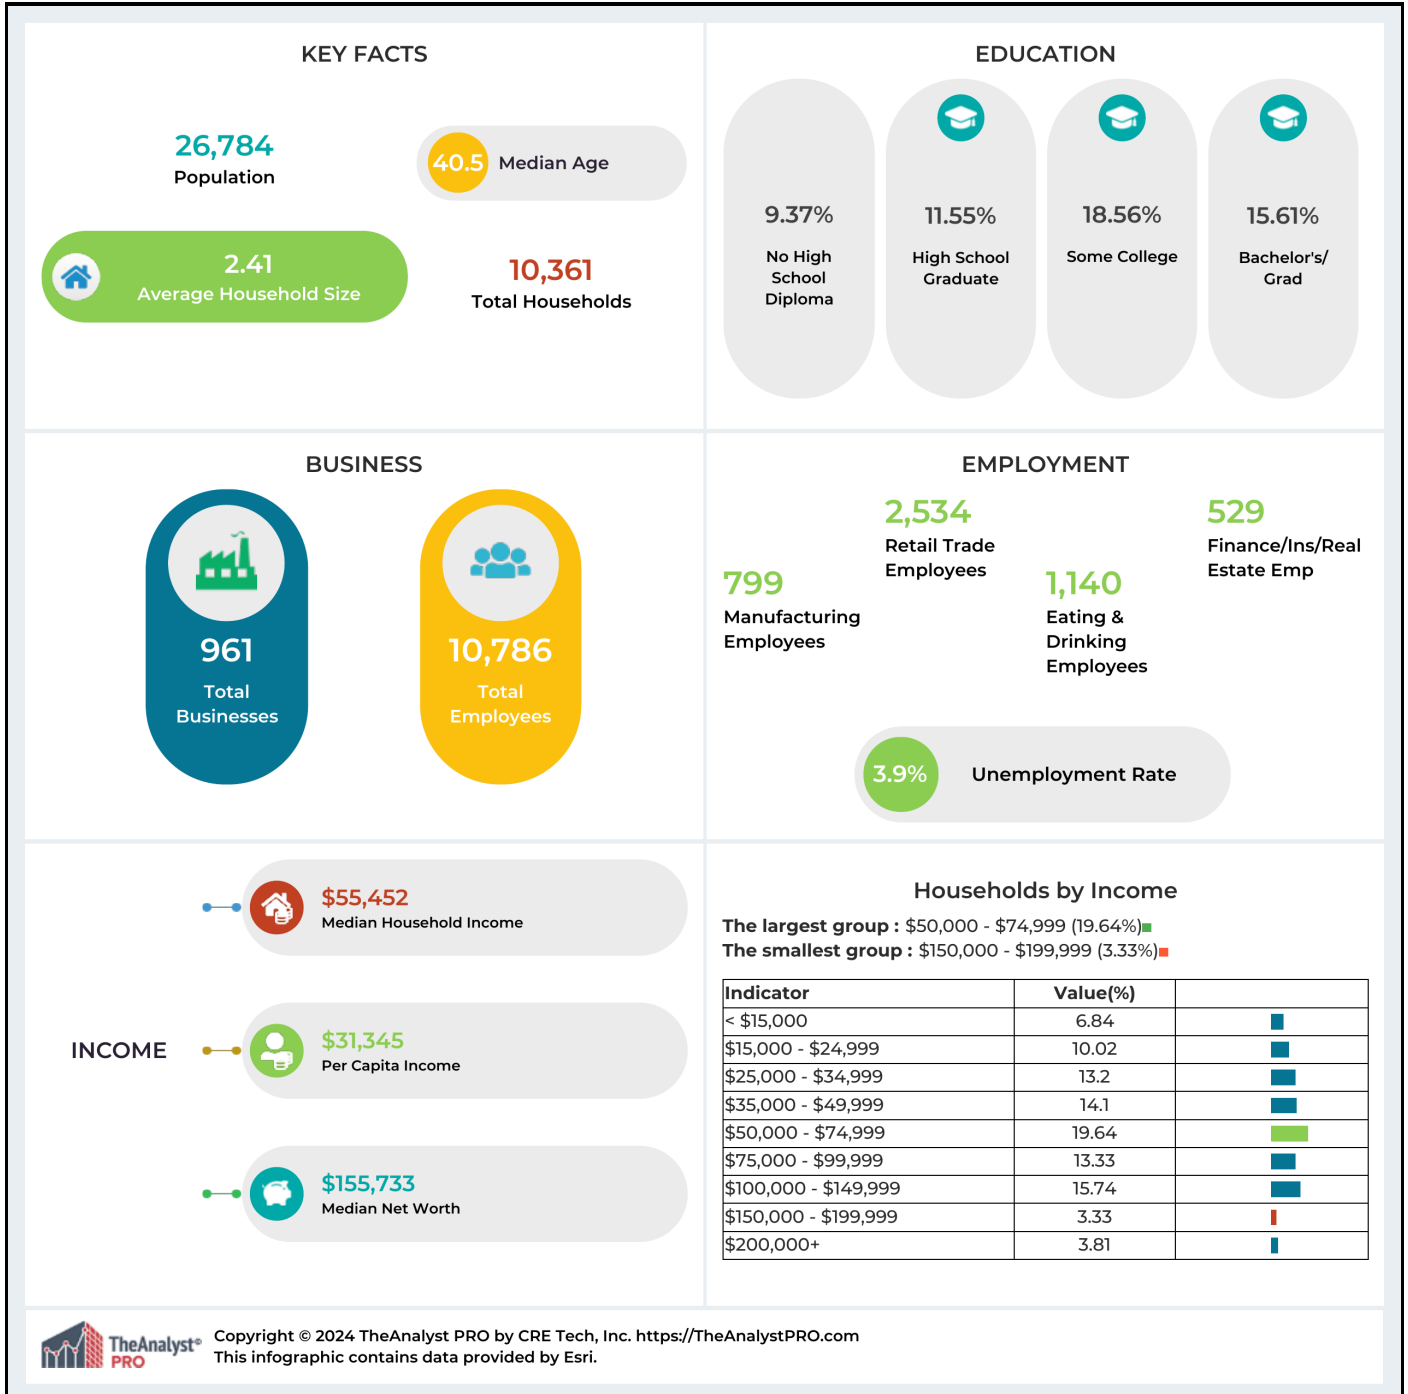 KEY FACTS
26,784
Population
40.5 Median Age
2.41
Average Household Size
10,361
Total Households
EDUCATION
9.37%
No High
School
Diploma
11.55%
High School
Graduate
18.56%
Some College
15.61%
Bachelor's/
Grad
BUSINESS
961
Total
Businesses
10,786
Total
Employees
EMPLOYMENT
799
Manufacturing
Employees
2,534
Retail Trade
Employees
1,140
Eating &
Drinking
Employees
529
Finance/Ins/Real
Estate Emp
3.9% Unemployment Rate
INCOME
$55,452
Median Household Income
$31,345
Per Capita Income
$155,733
Median Net Worth
Households by Income
The largest group : $50,000 - $74,999 (19.64%)
The smallest group : $150,000 - $199,999 (3.33%)
Indicator Value(%)
< $15,000 6.84
$15,000 - $24,999 10.02
$25,000 - $34,999 13.2
$35,000 - $49,999 14.1
$50,000 - $74,999 19.64
$75,000 - $99,999 13.33
$100,000 - $149,999 15.74
$150,000 - $199,999 3.33
$200,000+ 3.81
TheAnalyst®
PRO
Copyright © 2024 TheAnalyst PRO by CRE Tech, Inc. https://TheAnalystPRO.com
This infographic contains data provided by Esri.